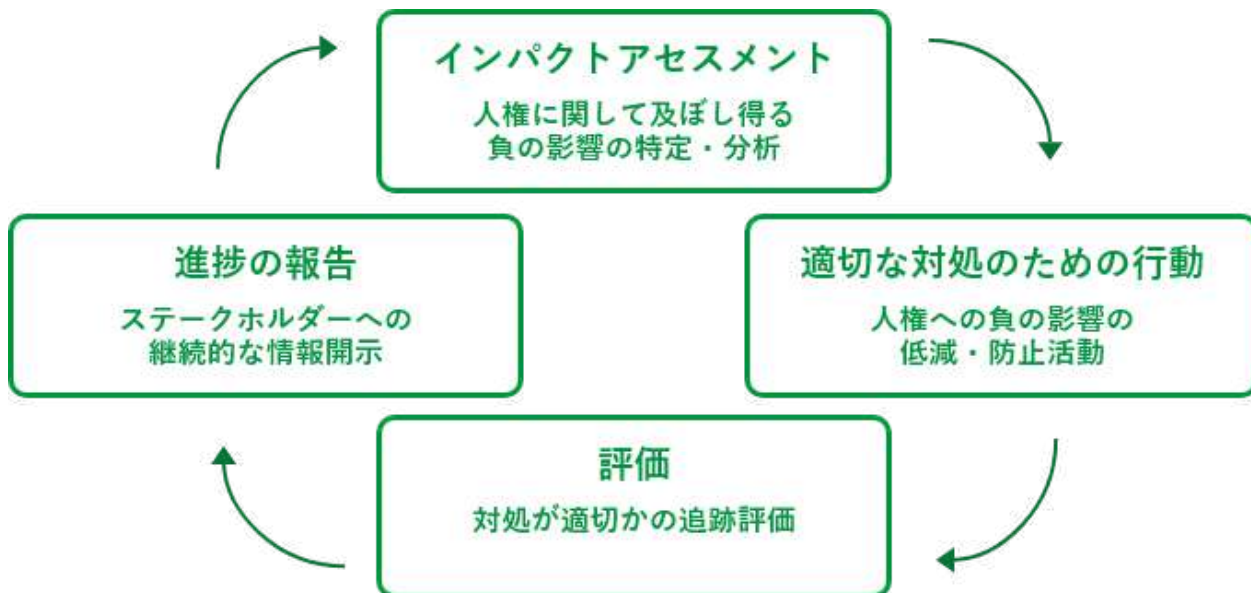 インパクトアセスメント
人権に関して及ぼし得る
負の影響の特定・分析
進捗の報告
ステークホルダーへの
継続的な情報開示
適切な対処のための行動
人権への負の影響の
低減・防止活動
評価
対処が適切かの追跡評価